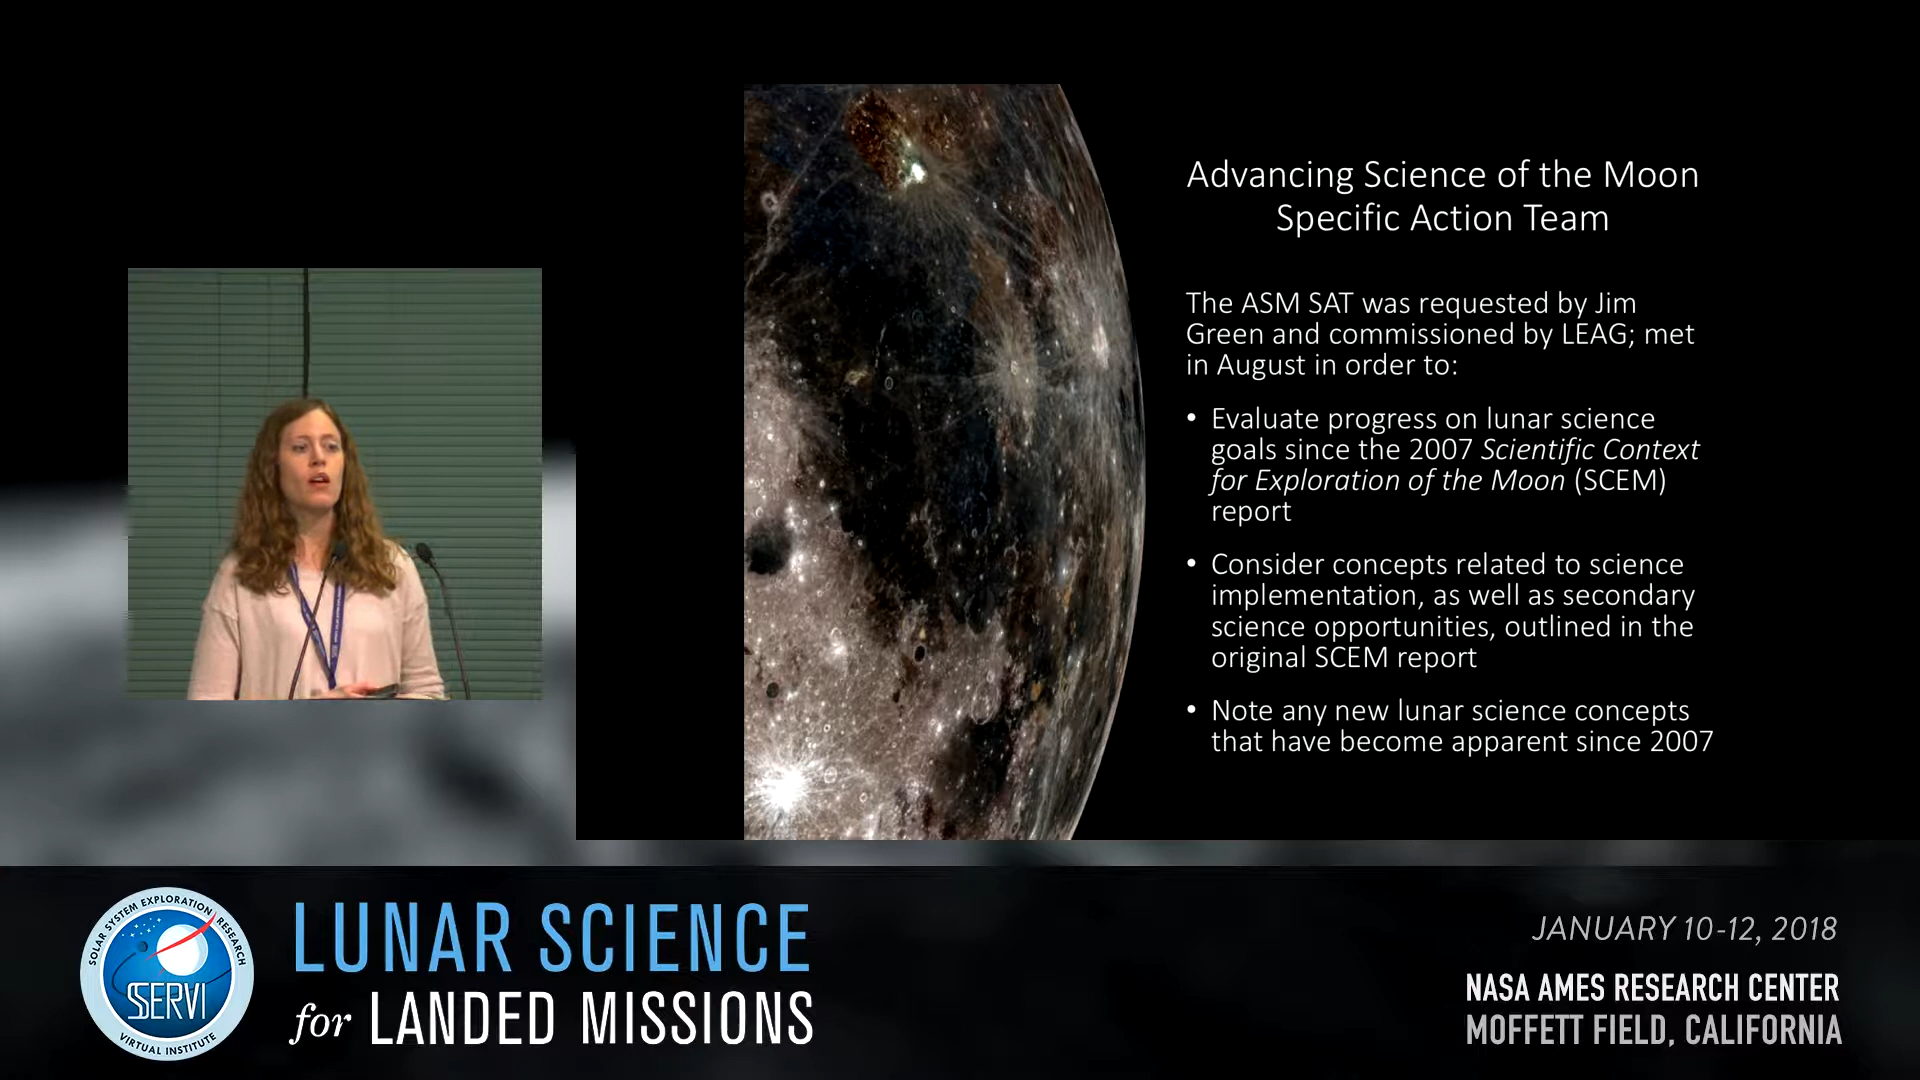 Advancing Science of the Moon
Specific Action Team
The ASM SAT was requested by Jim
Green and commissioned by LEAG; met
in August in order to:
• Evaluate progress on lunar science
goals since the 2007 Scientific Context
for Exploration of the Moon (SCEM)
report
• Consider concepts related to science
implementation, as well as secondary
science opportunities, outlined in the
original SCEM report
• Note any new lunar science concepts
that have become apparent since 2007
SOLAR SYSTEM EXPLORATION RESEARCH
SSERVI
VIRTUAL INSTITUTE
LUNAR SCIENCE
for LANDED MISSIONS
JANUARY 10-12, 2018
NASA AMES RESEARCH CENTER
MOFFETT FIELD, CALIFORNIA